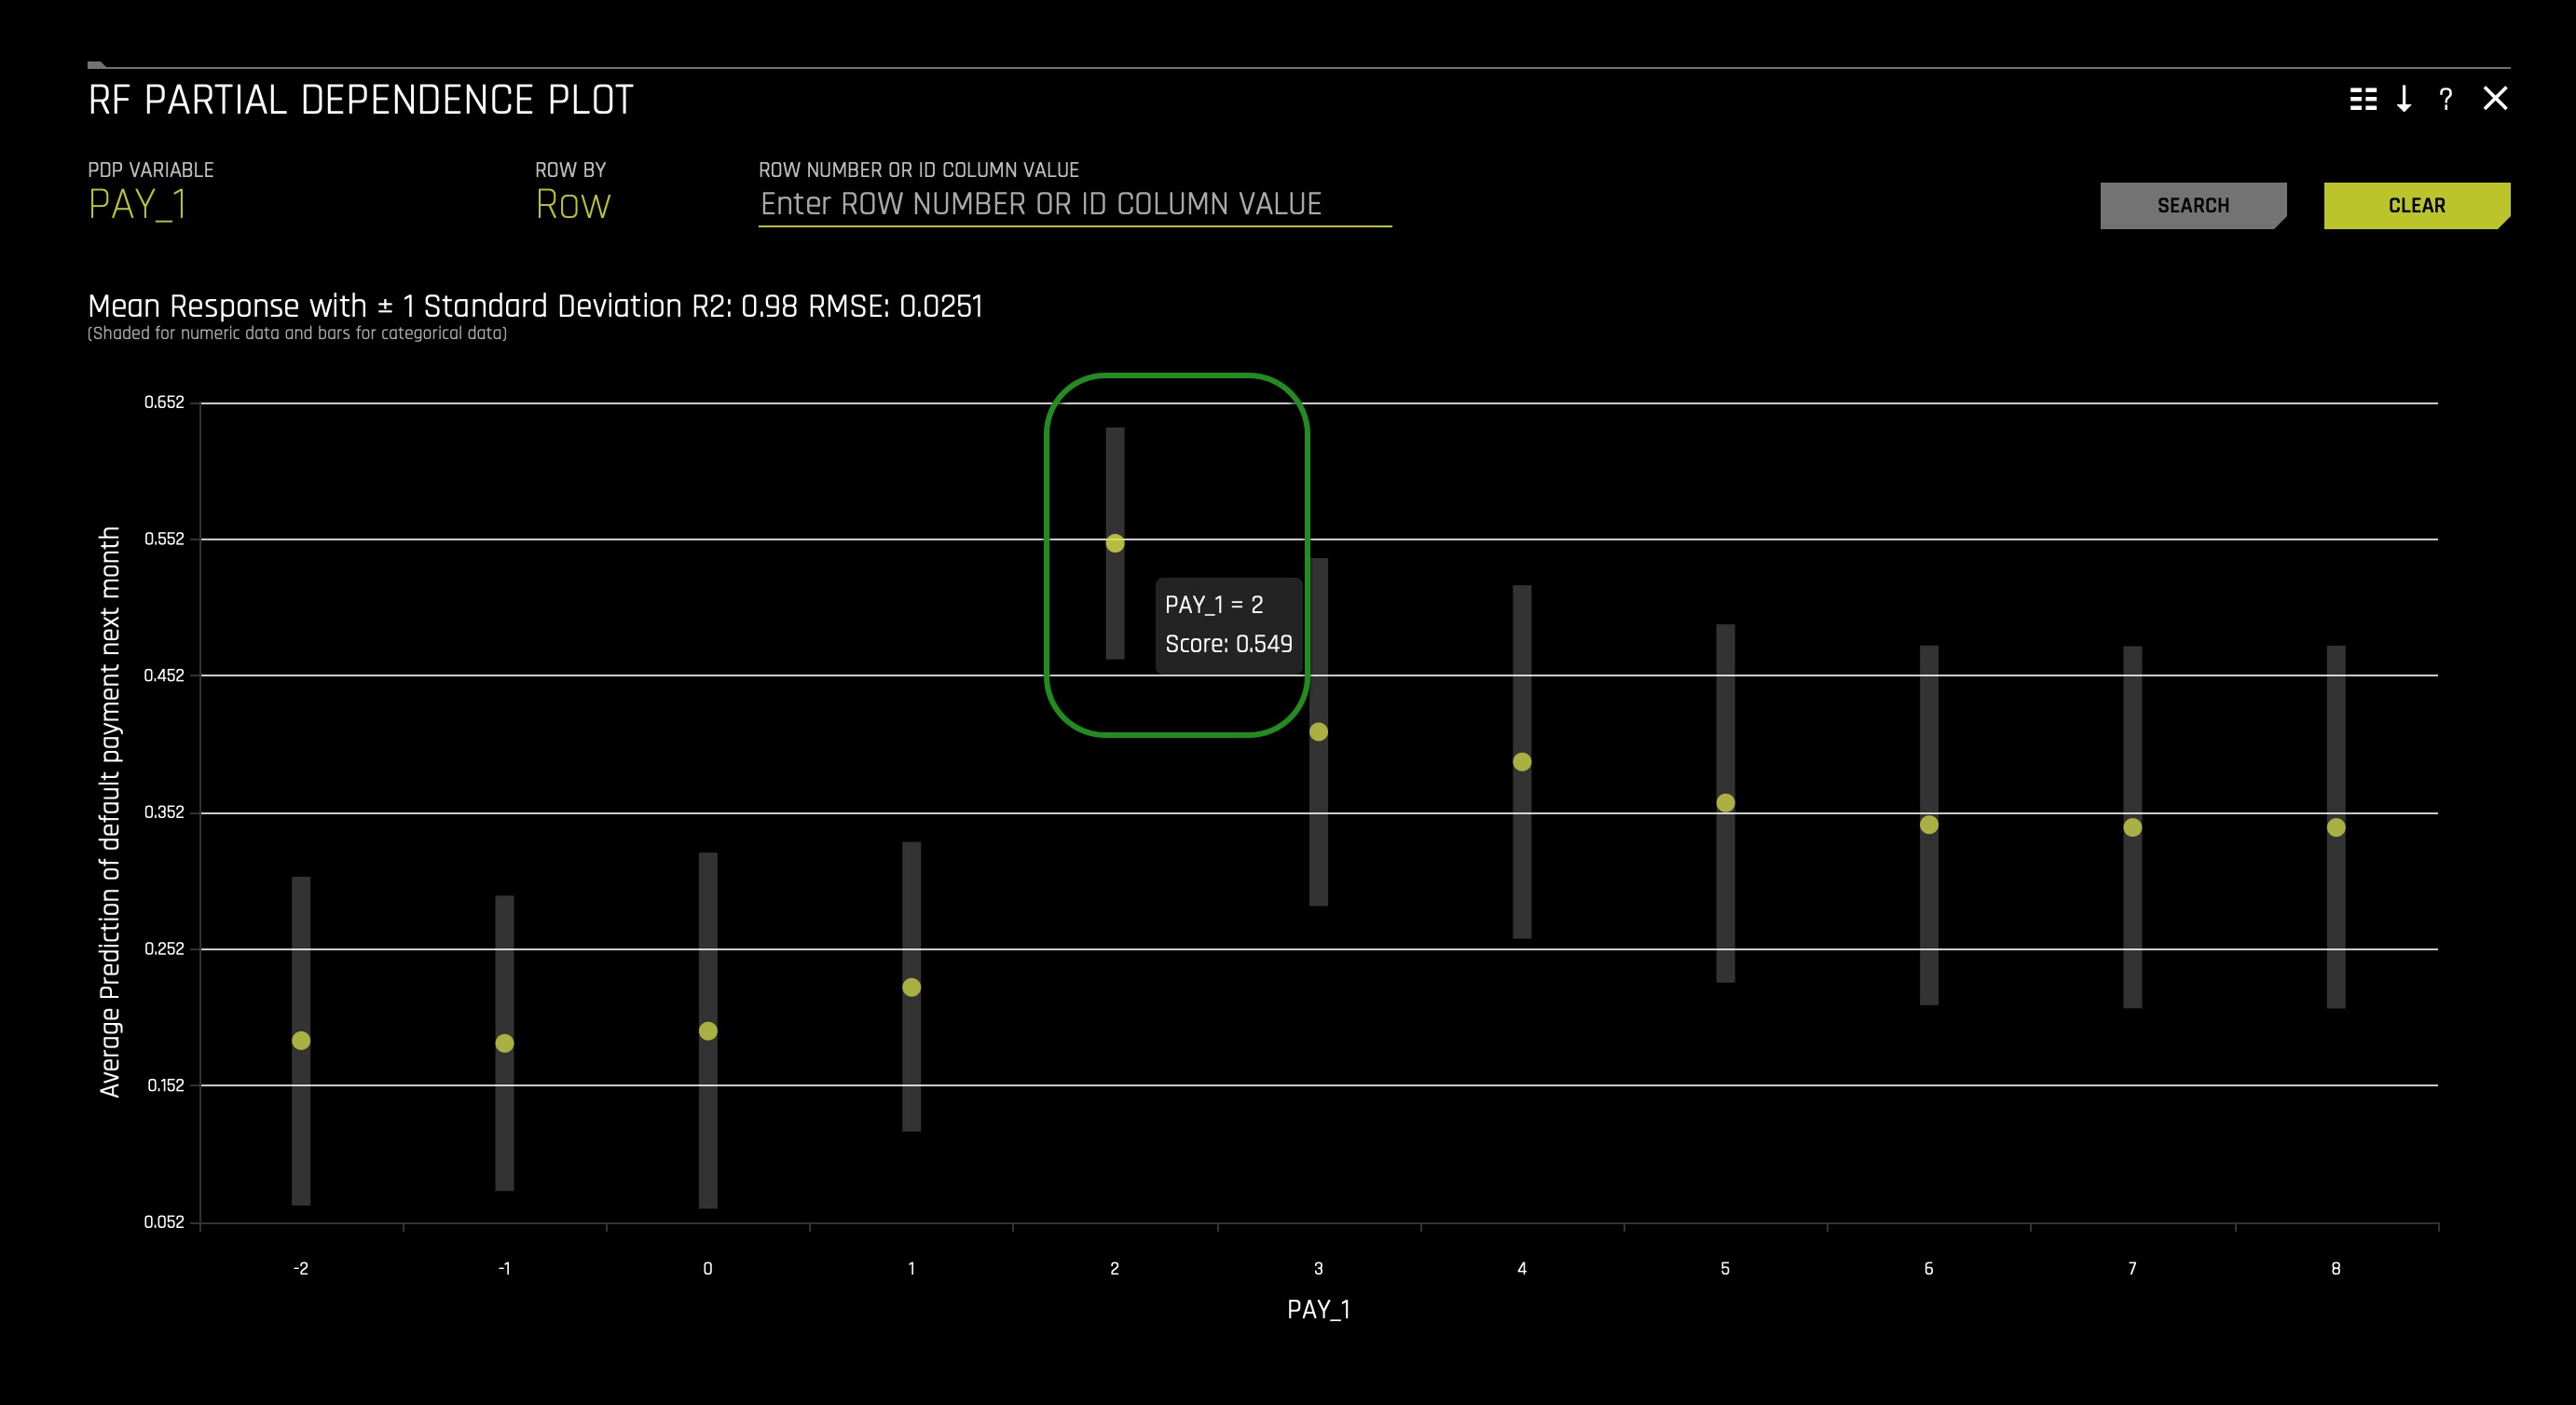 RF PARTIAL DEPENDENCE PLOT
?
PDP VARIABLE
PAY_1
ROW BY
Row
ROW NUMBER OR ID COLUMN VALUE
Enter ROW NUMBER OR ID COLUMN VALUE
SEARCH
CLEAR
Mean Response with ± 1 Standard Deviation R2: 0.98 RMSE: 0.0251
(Shaded for numeric data and bars for categorical data)
Average Prediction of default payment next month
0.652
0.552
0.452
0.352
0.252
0.152
0.052
PAY_1 = 2
Score: 0.549
-2 -1 0 1 2 3 4 5 6 7 8
PAY_1